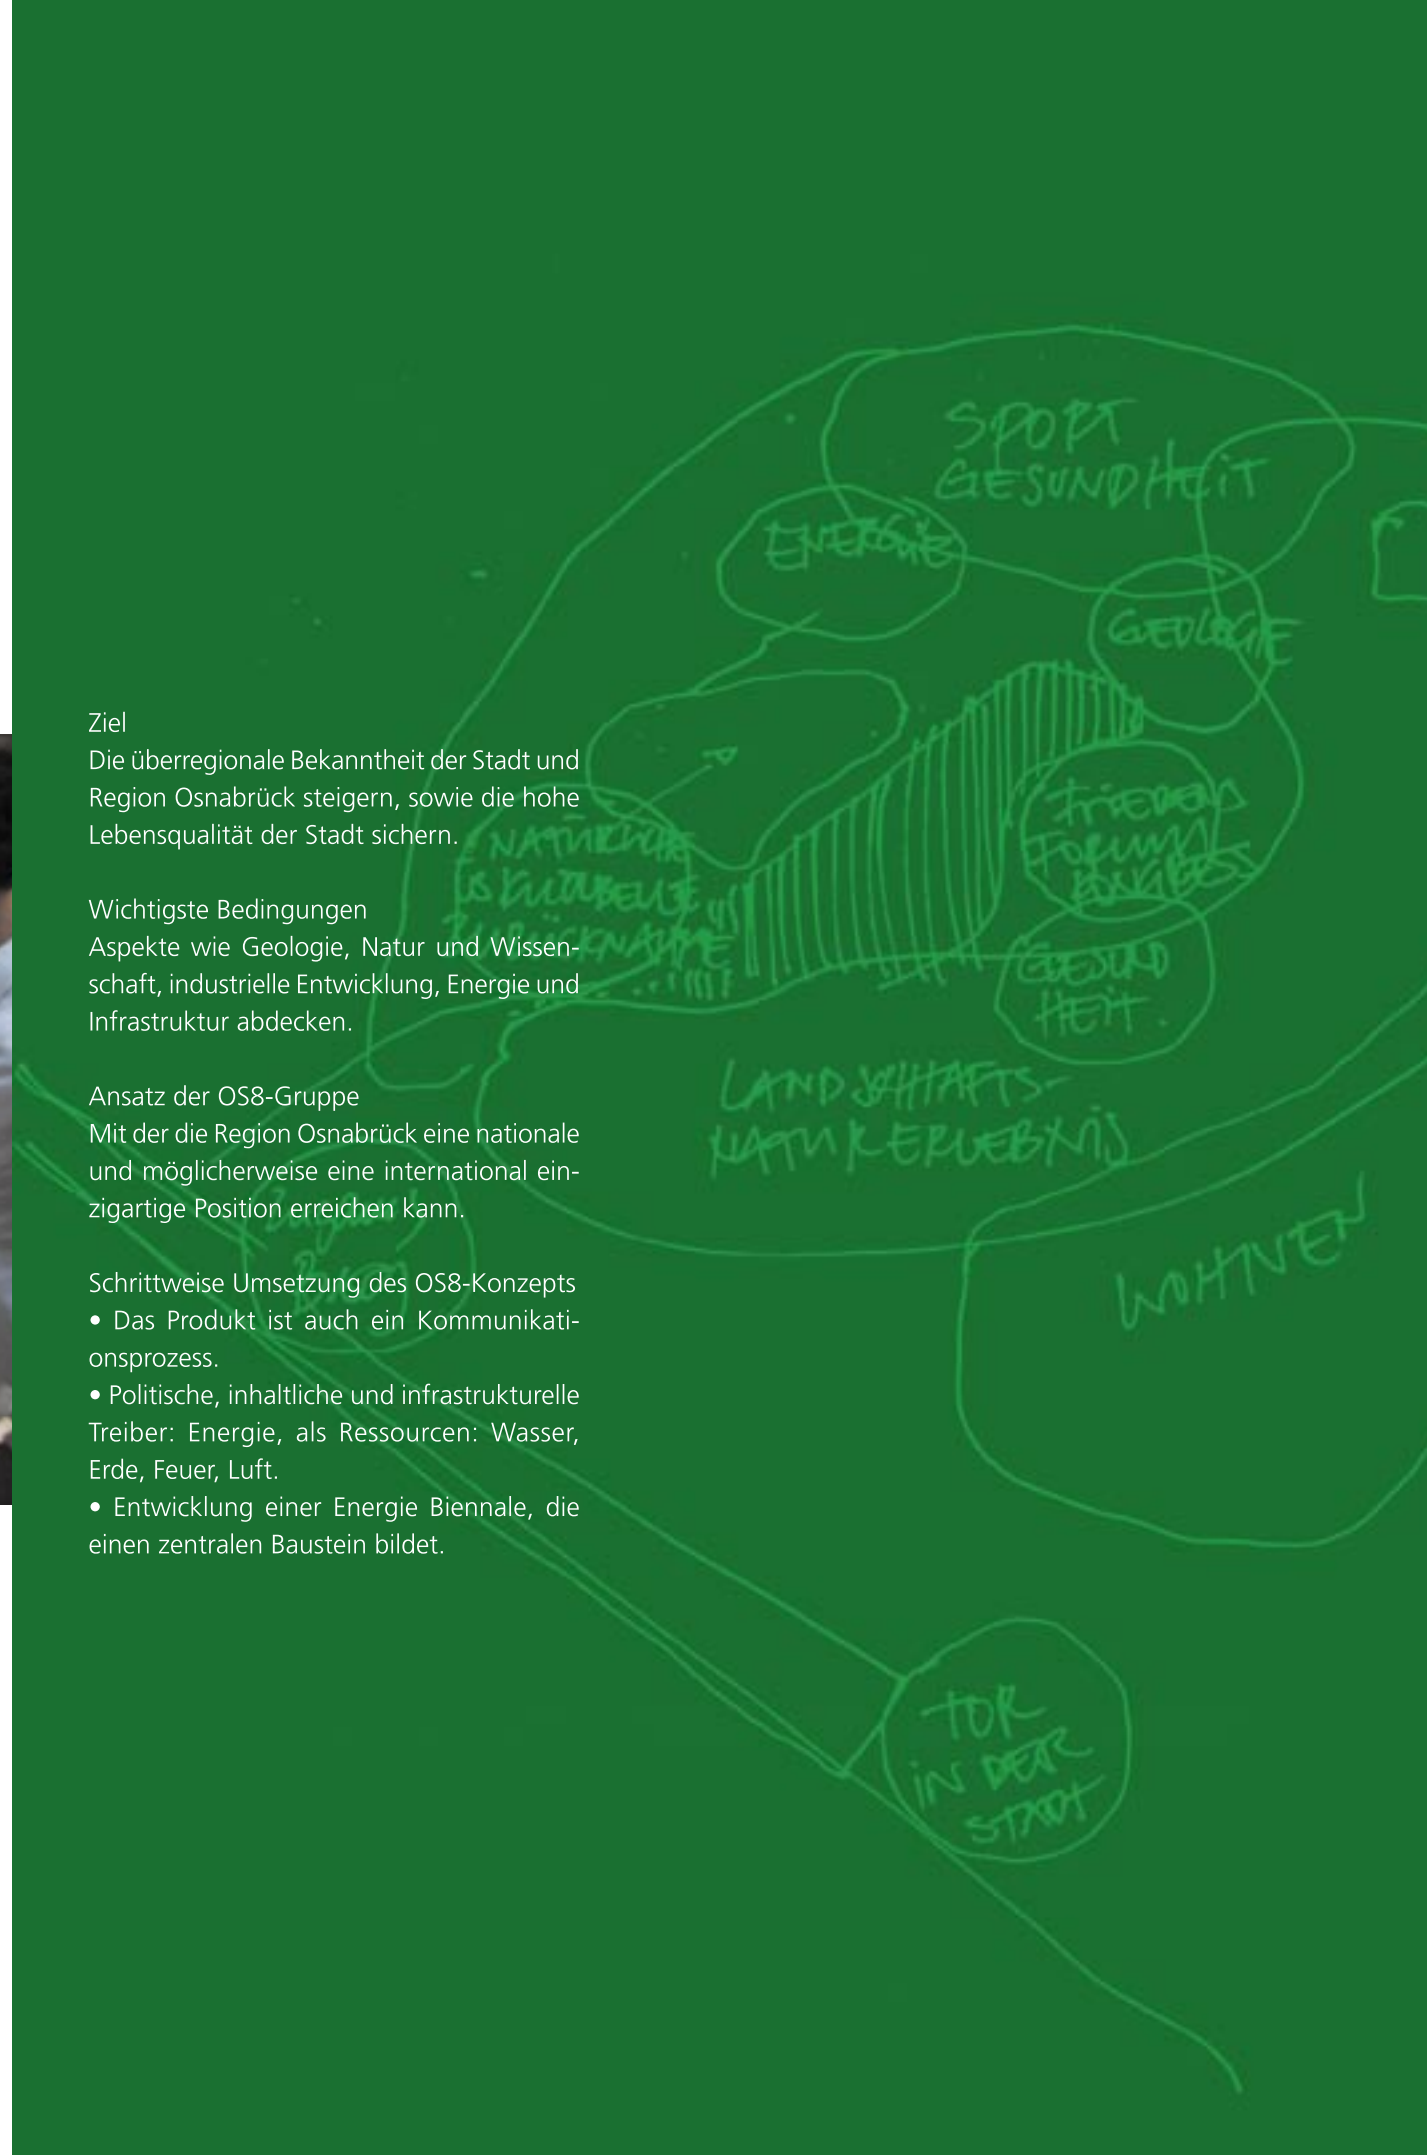 Ziel
Die überregionale Bekanntheit der Stadt und
Region Osnabrück steigern, sowie die hohe
Lebensqualität der Stadt sichern.
Wichtigste Bedingungen
Aspekte wie Geologie, Natur und Wissen-
schaft, industrielle Entwicklung, Energie und
Infrastruktur abdecken.
Ansatz der OS8-Gruppe
Mit der die Region Osnabrück eine nationale
und möglicherweise eine international ein-
zigartige Position erreichen kann.
Schrittweise Umsetzung des OS8-Konzepts
• Das Produkt ist auch ein Kommunikati-
onsprozess.
• Politische, inhaltliche und infrastrukturelle
Treiber: Energie, als Ressourcen: Wasser,
Erde, Feuer, Luft.
• Entwicklung einer Energie Biennale, die
einen zentralen Baustein bildet.
SPORT
GESUNDHEIT
ENERGIE
GEOLOGIE
FRIEDENS
FORUM
KONGRESS
GESUND
HEIT.
LANDSCHAFTS-
NATURERLEBNIS
WOHNEN
TOR
IN DER
STADT